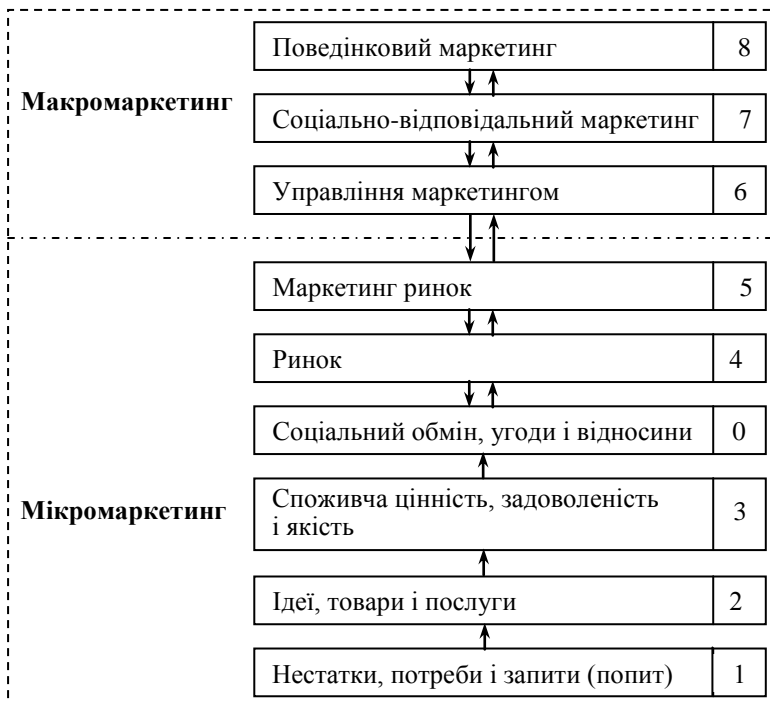 Поведінковий маркетинг 8
Макромаркетинг
Соціально-відповідальний маркетинг 7
Управління маркетингом 6
Маркетинг ринок 5
Ринок 4
Соціальний обмін, угоди і відносини 0
Мікромаркетинг
Споживча цінність, задоволеність
і якість 3
Ідеї, товари і послуги 2
Нестатки, потреби і запити (попит) 1